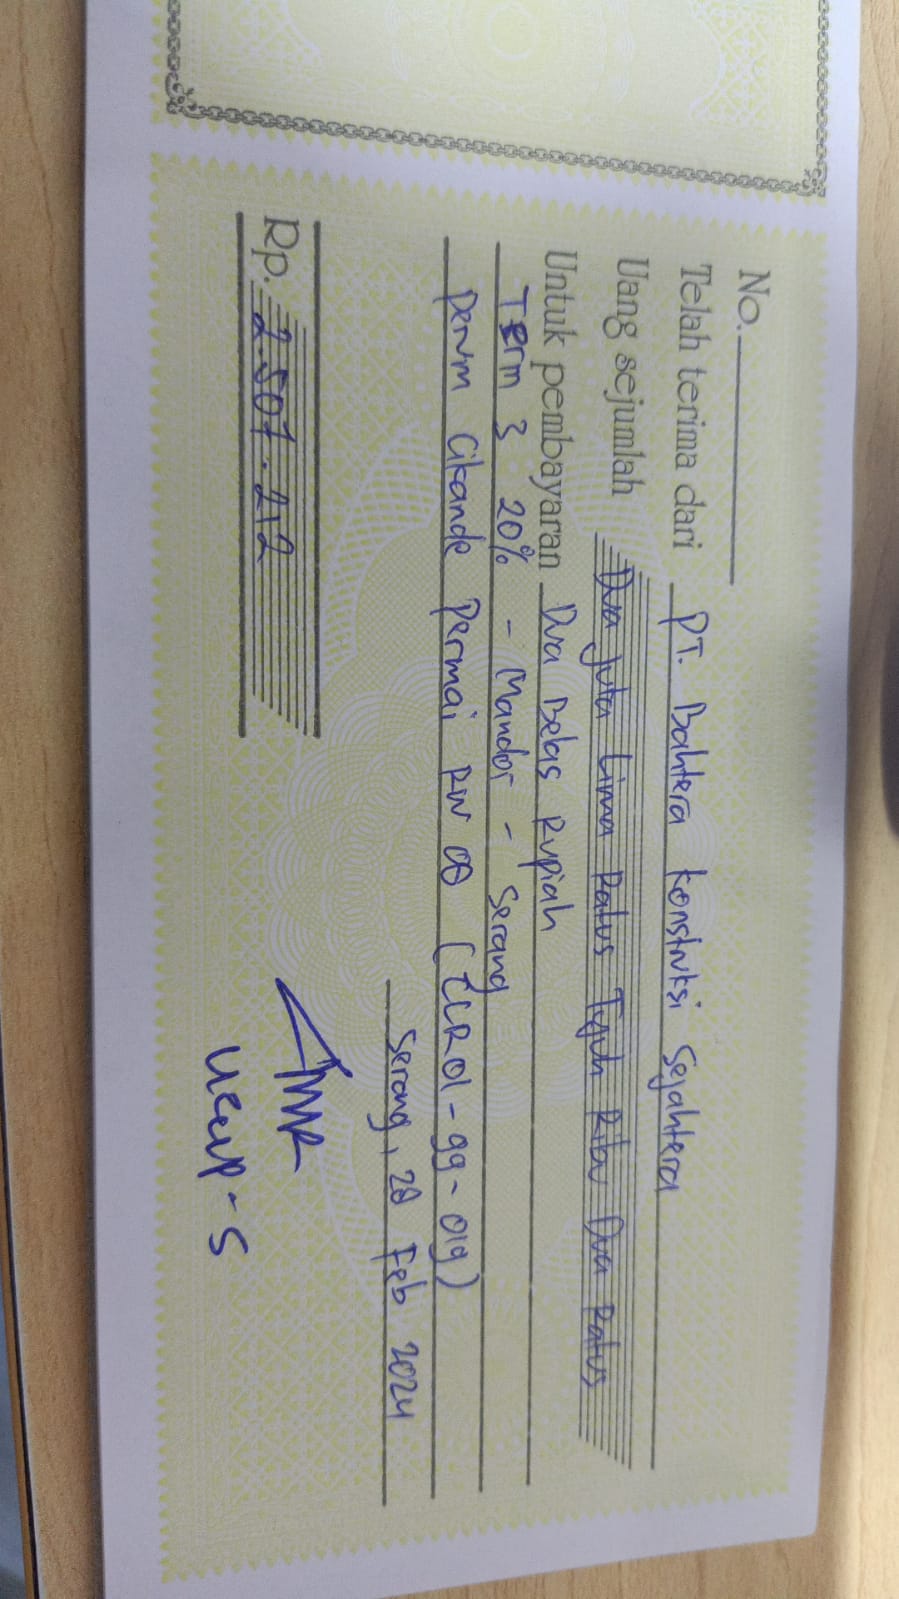 No.
Telah terima dari PT. Bahtera Konstruksi Sejahtera
Uang sejumlah Dua Juta Lima Ratus Tujuh Ribu Dua Ratus
Untuk pembayaran Dua Belas Rupiah
Term 3 20% - Mandor - Serang
Perum Cikande Permai RW 08 (CLR01-99-019)
Serang, 28 Feb 2024
Rp. 2.507.212
Ucup-S